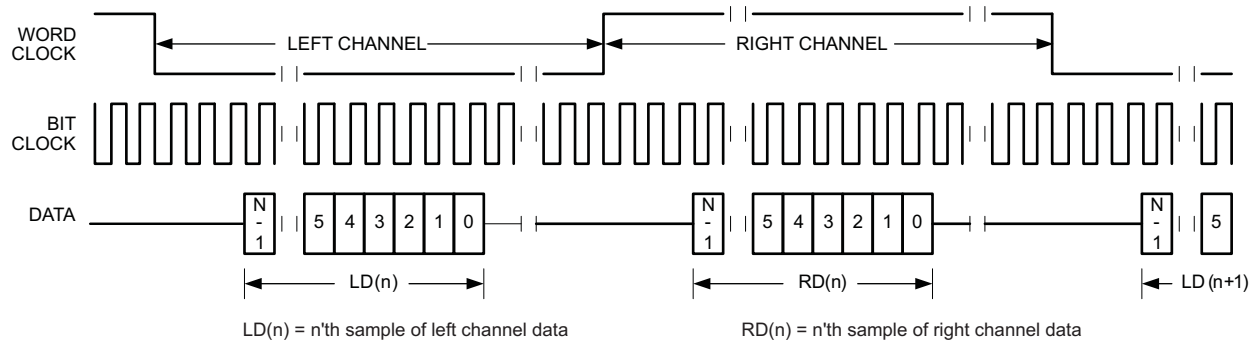 WORD
CLOCK
LEFT CHANNEL
RIGHT CHANNEL
BIT
CLOCK
DATA
N
-
1
5 4 3 2 1 0
N
-
1
5 4 3 2 1 0
N
-
1
5
LD(n)
RD(n)
LD (n+1)
LD(n) = n'th sample of left channel data
RD(n) = n'th sample of right channel data